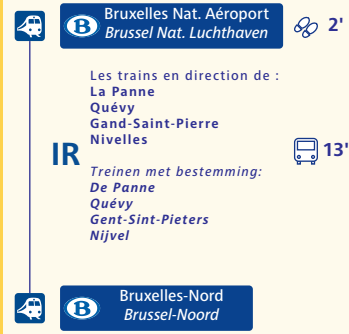 B Bruxelles Nat. Aéroport
Brussel Nat. Luchthaven
2'
Les trains en direction de :
La Panne
Quévy
Gand-Saint-Pierre
Nivelles
IR
13'
Treinen met bestemming:
De Panne
Quévy
Gent-Sint-Pieters
Nijvel
B Bruxelles-Nord
Brussel-Noord